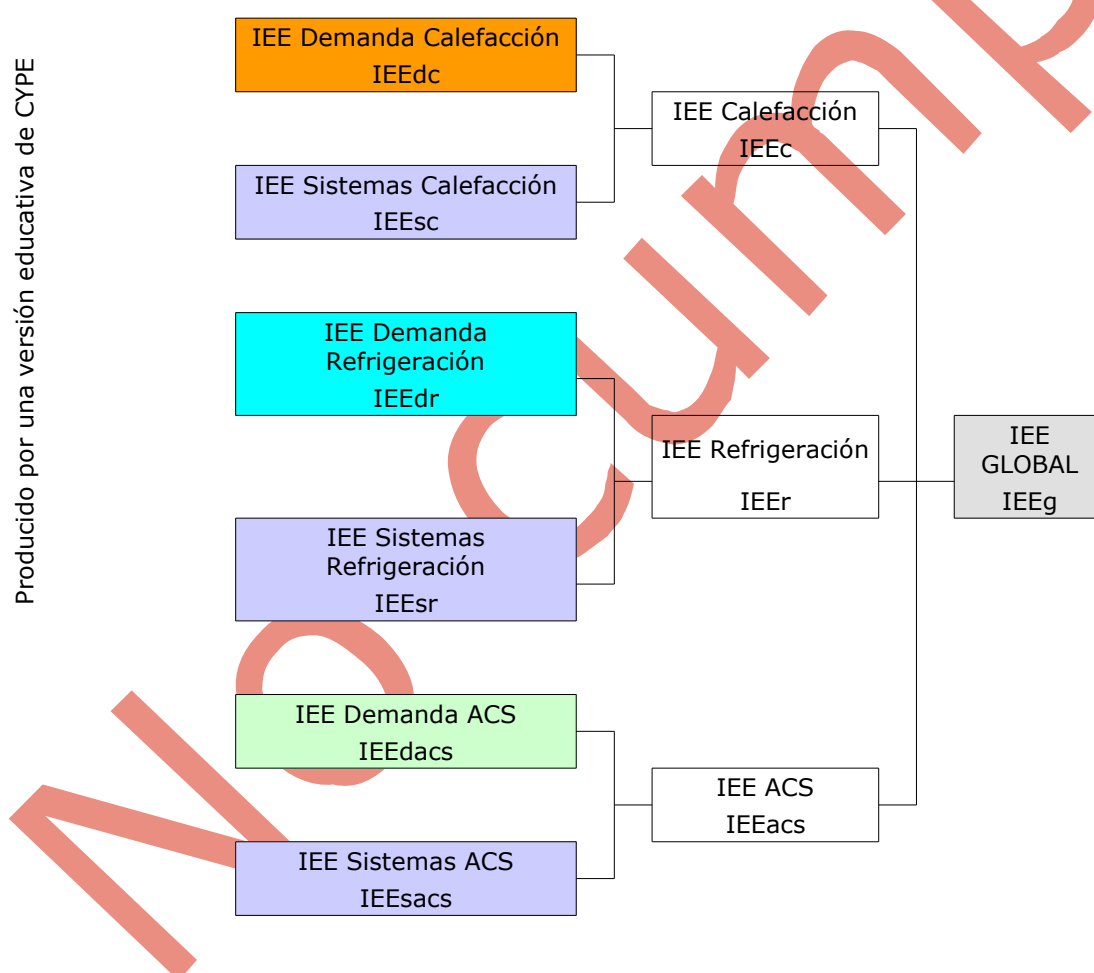 Producido por una versión educativa de CYPE
IEE Demanda Calefacción
IEEdc
IEE Calefacción
IEEc
IEE Sistemas Calefacción
IEEsc
IEE Demanda
Refrigeración
IEEdr
IEE Refrigeración
IEEr
IEE
GLOBAL
IEEg
IEE Sistemas
Refrigeración
IEEsr
IEE Demanda ACS
IEEdacs
IEE ACS
IEEacs
IEE Sistemas ACS
IEEsacs
No cump